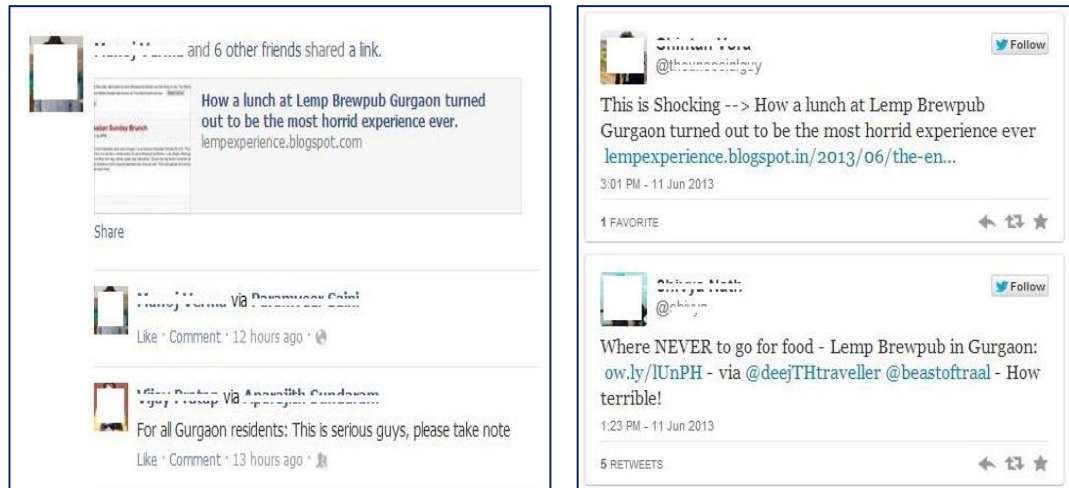 and 6 other friends shared a link.
How a lunch at Lemp Brewpub Gurgaon turned
out to be the most horrid experience ever.
lempexperience.blogspot.com
Sunday Brunch
Share
via
Like · Comment · 12 hours ago ·
via
For all Gurgaon residents: This is serious guys, please take note
Like · Comment · 13 hours ago ·
Follow
This is Shocking --> How a lunch at Lemp Brewpub
Gurgaon turned out to be the most horrid experience ever
lempexperience.blogspot.in/2013/06/the-en...
3:01 PM - 11 Jun 2013
1 FAVORITE
Follow
Where NEVER to go for food - Lemp Brewpub in Gurgaon:
ow.ly/lUnPH - via @deejTHtraveller @beastoftraal - How
terrible!
1:23 PM - 11 Jun 2013
5 RETWEETS